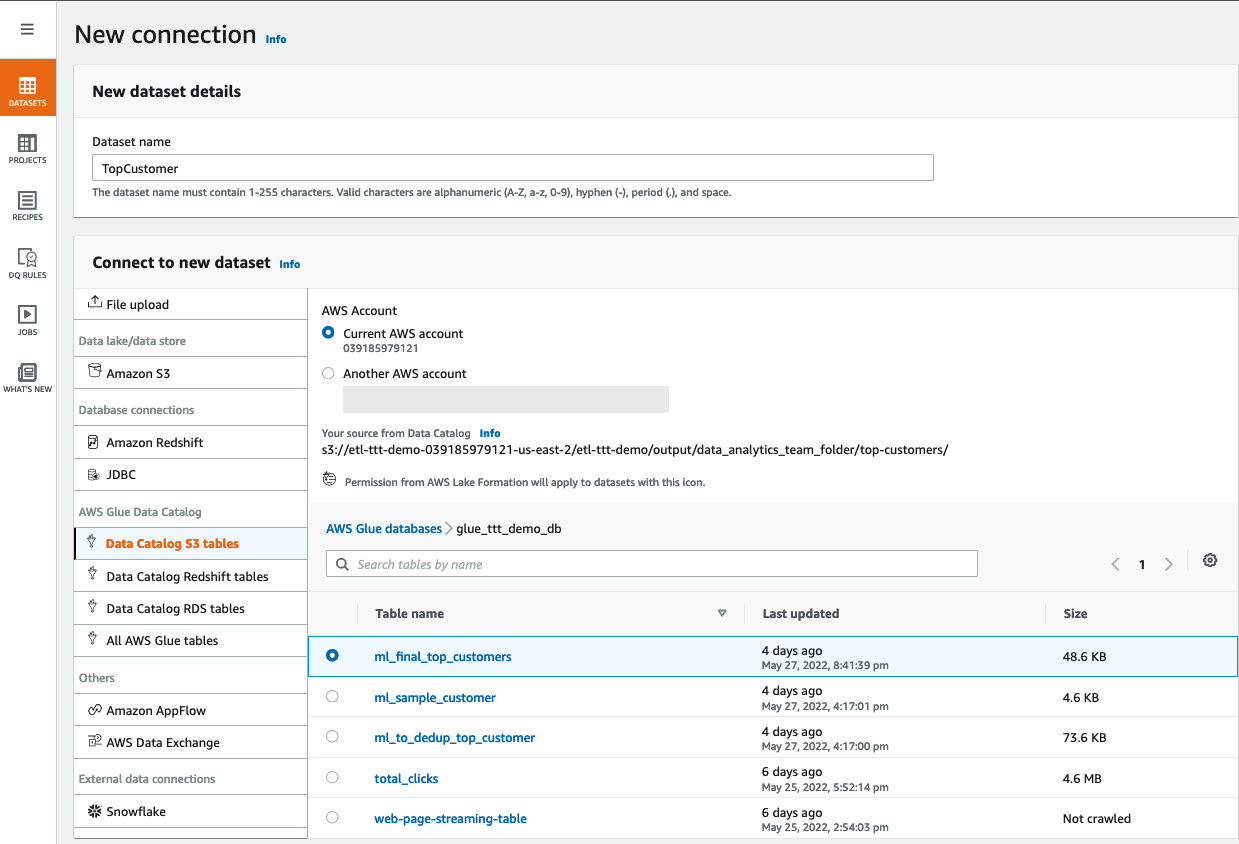 New connection Info
DATASETS
PROJECTS
RECIPES
DQ RULES
JOBS
WHAT'S NEW
New dataset details
Dataset name
TopCustomer
The dataset name must contain 1-255 characters. Valid characters are alphanumeric (A-Z, a-z, 0-9), hyphen (-), period (.), and space.
Connect to new dataset Info
File upload
Data lake/data store
Amazon S3
Database connections
Amazon Redshift
JDBC
AWS Glue Data Catalog
Data Catalog S3 tables
Data Catalog Redshift tables
Data Catalog RDS tables
All AWS Glue tables
Others
Amazon AppFlow
AWS Data Exchange
External data connections
Snowflake
AWS Account
Current AWS account
039185979121
Another AWS account
Your source from Data Catalog Info
s3://etl-ttt-demo-039185979121-us-east-2/etl-ttt-demo/output/data_analytics_team_folder/top-customers/
Permission from AWS Lake Formation will apply to datasets with this icon.
AWS Glue databases glue_ttt_demo_db
Search tables by name
1
Table name Last updated Size
ml_final_top_customers 4 days ago 48.6 KB
May 27, 2022, 8:41:39 pm
ml_sample_customer 4 days ago 4.6 KB
May 27, 2022, 4:17:01 pm
ml_to_dedup_top_customer 4 days ago 73.6 KB
May 27, 2022, 4:17:00 pm
total_clicks 6 days ago 4.6 MB
May 25, 2022, 5:52:14 pm
web-page-streaming-table 6 days ago Not crawled
May 25, 2022, 2:54:03 pm